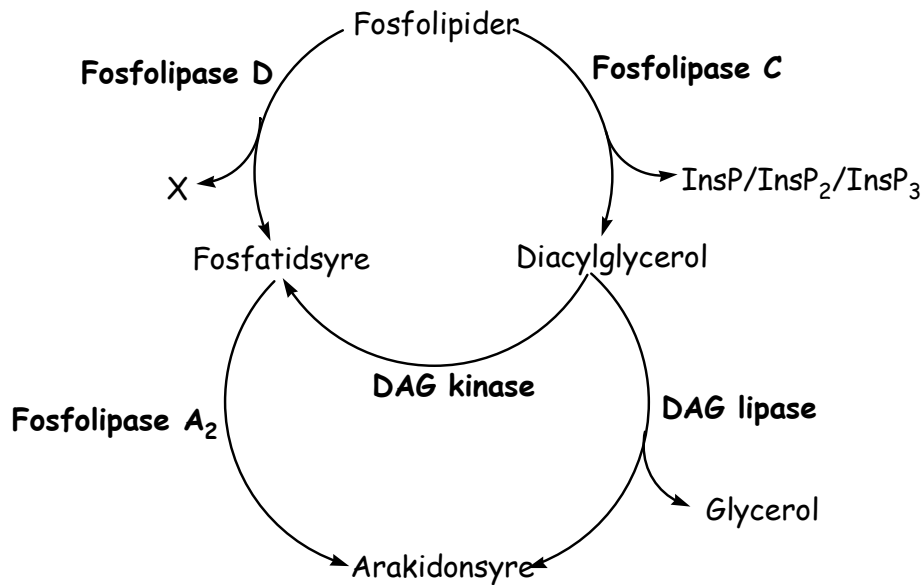 Fosfolipider
Fosfolipase D
Fosfolipase C
X
InsP/InsP₂/InsP₃
Fosfatidsyre
Diacylglycerol
DAG kinase
Fosfolipase A₂
DAG lipase
Glycerol
Arakidonsyre